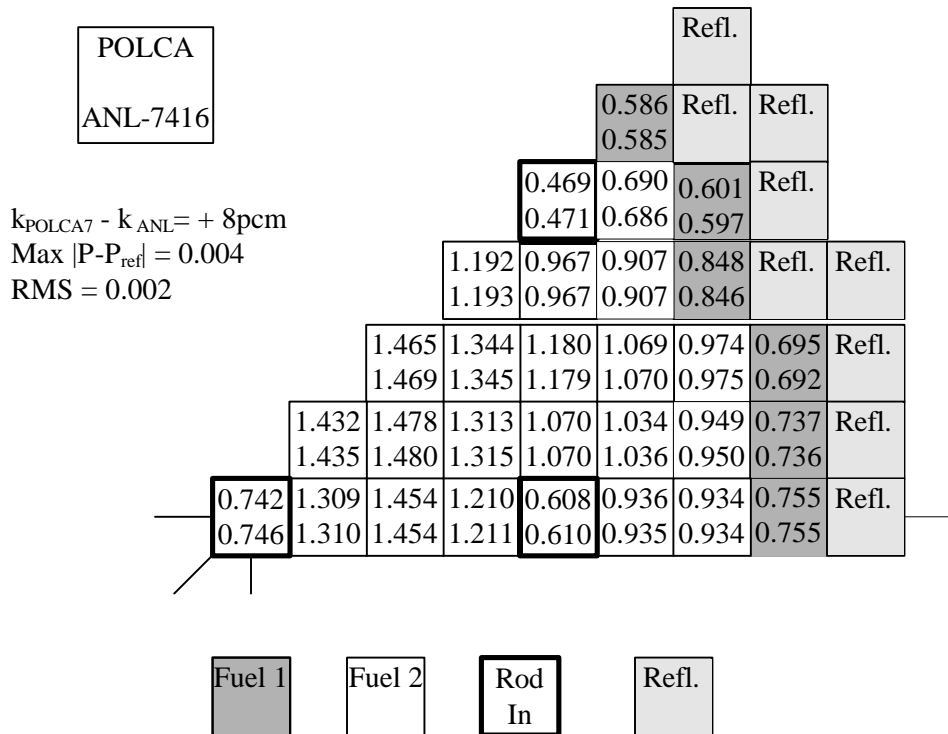 POLCA
ANL-7416
Refl.
0.586 Refl. Refl.
0.585
0.469 0.690 0.601 Refl.
0.471 0.686 0.597
k POLCA7 - k ANL= + 8pcm
Max |P-Pref| = 0.004
RMS = 0.002
1.192 0.967 0.907 0.848 Refl. Refl.
1.193 0.967 0.907 0.846
1.465 1.344 1.180 1.069 0.974 0.695 Refl.
1.469 1.345 1.179 1.070 0.975 0.692
1.432 1.478 1.313 1.070 1.034 0.949 0.737 Refl.
1.435 1.480 1.315 1.070 1.036 0.950 0.736
0.742 1.309 1.454 1.210 0.608 0.936 0.934 0.755 Refl.
0.746 1.310 1.454 1.211 0.610 0.935 0.934 0.755
Fuel 1 Fuel 2 Rod Refl.
In